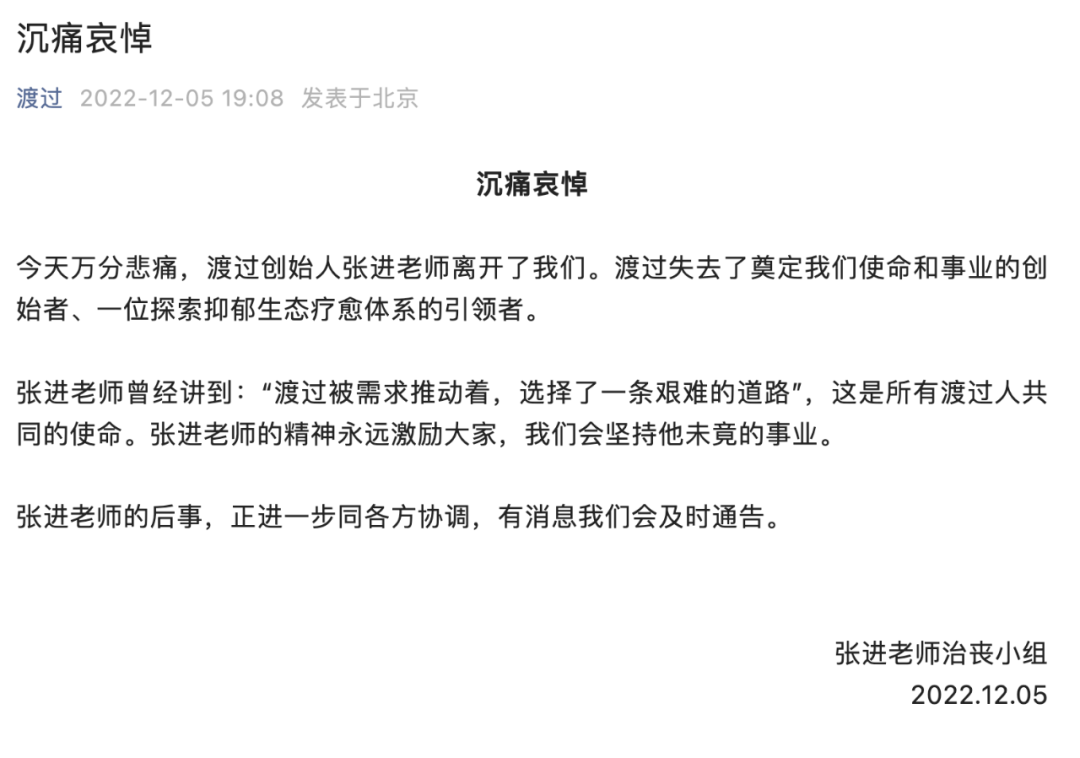 沉痛哀悼
渡过 2022-12-05 19:08 发表于北京
沉痛哀悼
今天万分悲痛，渡过创始人张进老师离开了我们。渡过失去了奠定我们使命和事业的创
始者、一位探索抑郁生态疗愈体系的引领者。
张进老师曾经讲到：“渡过被需求推动着，选择了一条艰难的道路”，这是所有渡过人共
同的使命。张进老师的精神永远激励大家，我们会坚持他未竟的事业。
张进老师的后事，正进一步同各方协调，有消息我们会及时通告。
张进老师治丧小组
2022.12.05